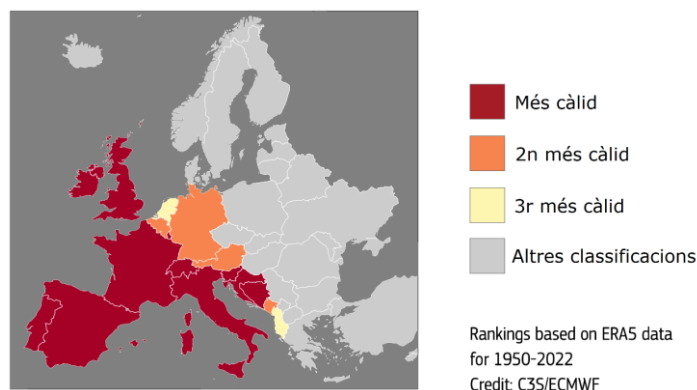 Més càlid
2n més càlid
3r més càlid
Altres classificacions
Rankings based on ERA5 data
for 1950-2022
Credit: C3S/ECMWF